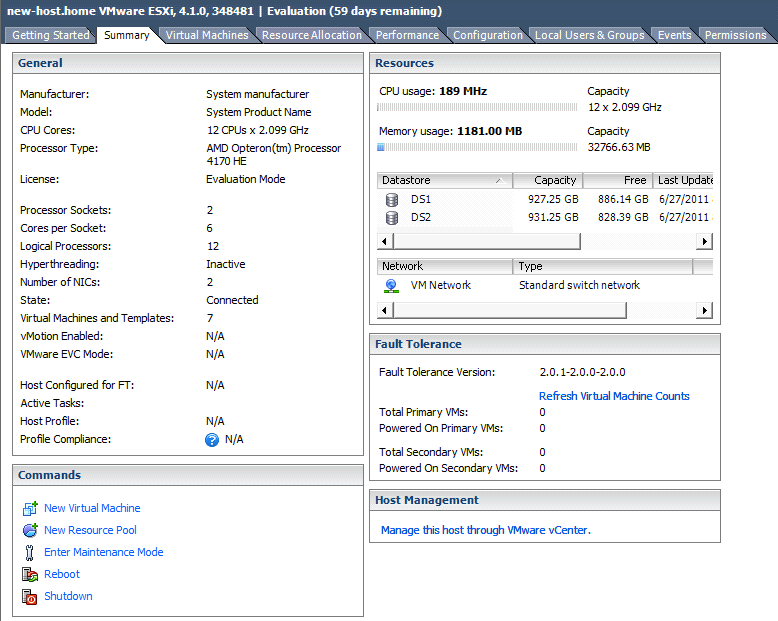 new-host.home VMware ESXi, 4.1.0, 348481 | Evaluation (59 days remaining)
Getting Started Summary Virtual Machines Resource Allocation Performance Configuration Local Users & Groups Events Permissions
General
Manufacturer: System manufacturer
Model: System Product Name
CPU Cores: 12 CPUs x 2.099 GHz
Processor Type: AMD Opteron(tm) Processor
4170 HE
License: Evaluation Mode
Processor Sockets: 2
Cores per Socket: 6
Logical Processors: 12
Hyperthreading: Inactive
Number of NICs: 2
State: Connected
Virtual Machines and Templates: 7
vMotion Enabled: N/A
VMware EVC Mode: N/A
Host Configured for FT: N/A
Active Tasks:
Host Profile: N/A
Profile Compliance: ? N/A
Commands
New Virtual Machine
New Resource Pool
Enter Maintenance Mode
Reboot
Shutdown
Resources
CPU usage: 189 MHz Capacity
12 x 2.099 GHz
Memory usage: 1181.00 MB Capacity
32766.63 MB
Datastore Capacity Free Last Update
DS1 927.25 GB 886.14 GB 6/27/2011
DS2 931.25 GB 828.39 GB 6/27/2011
Network Type
VM Network Standard switch network
Fault Tolerance
Fault Tolerance Version: 2.0.1-2.0.0-2.0.0
Refresh Virtual Machine Counts
Total Primary VMs: 0
Powered On Primary VMs: 0
Total Secondary VMs: 0
Powered On Secondary VMs: 0
Host Management
Manage this host through VMware vCenter.